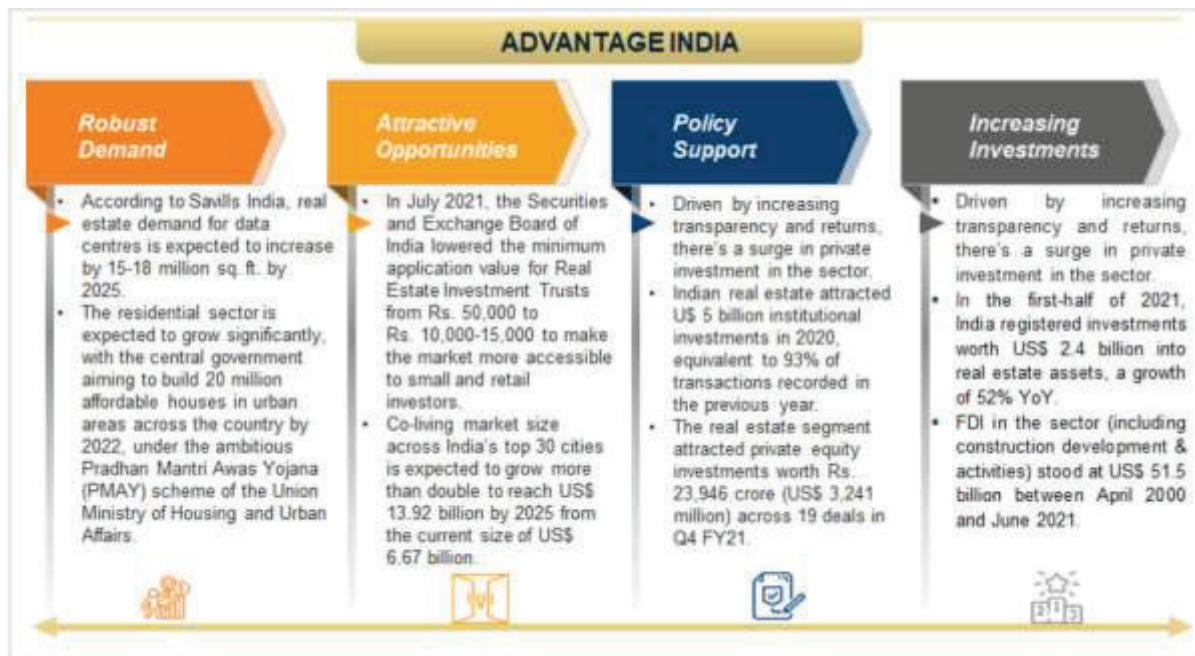 ADVANTAGE INDIA
Robust
Demand
• According to Savills India, real
estate demand for data
centres is expected to increase
by 15-18 million sq. ft. by
2025.
• The residential sector is
expected to grow significantly,
with the central government
aiming to build 20 million
affordable houses in urban
areas across the country by
2022, under the ambitious
Pradhan Mantri Awas Yojana
(PMAY) scheme of the Union
Ministry of Housing and Urban
Affairs.
Attractive
Opportunities
• In July 2021, the Securities
and Exchange Board of
India lowered the minimum
application value for Real
Estate Investment Trusts
from Rs. 50,000 to
Rs. 10,000-15,000 to make
the market more accessible
to small and retail
investors.
• Co-living market size
across India's top 30 cities
is expected to grow more
than double to reach US$
13.92 billion by 2025 from
the current size of US$
6.67 billion.
Policy
Support
• Driven by increasing
transparency and returns,
there's a surge in private
investment in the sector.
• Indian real estate attracted
U$ 5 billion institutional
investments in 2020,
equivalent to 93% of
transactions recorded in
the previous year.
• The real estate segment
attracted private equity
investments worth Rs.
23,946 crore (US$ 3,241
million) across 19 deals in
Q4 FY21.
Increasing
Investments
• Driven by increasing
transparency and returns,
there's a surge in private
investment in the sector.
• In the first-half of 2021,
India registered investments
worth US$ 2.4 billion into
real estate assets, a growth
of 52% YoY.
• FDI in the sector (including
construction development &
activities) stood at US$ 51.5
billion between April 2000
and June 2021.
2 1 3